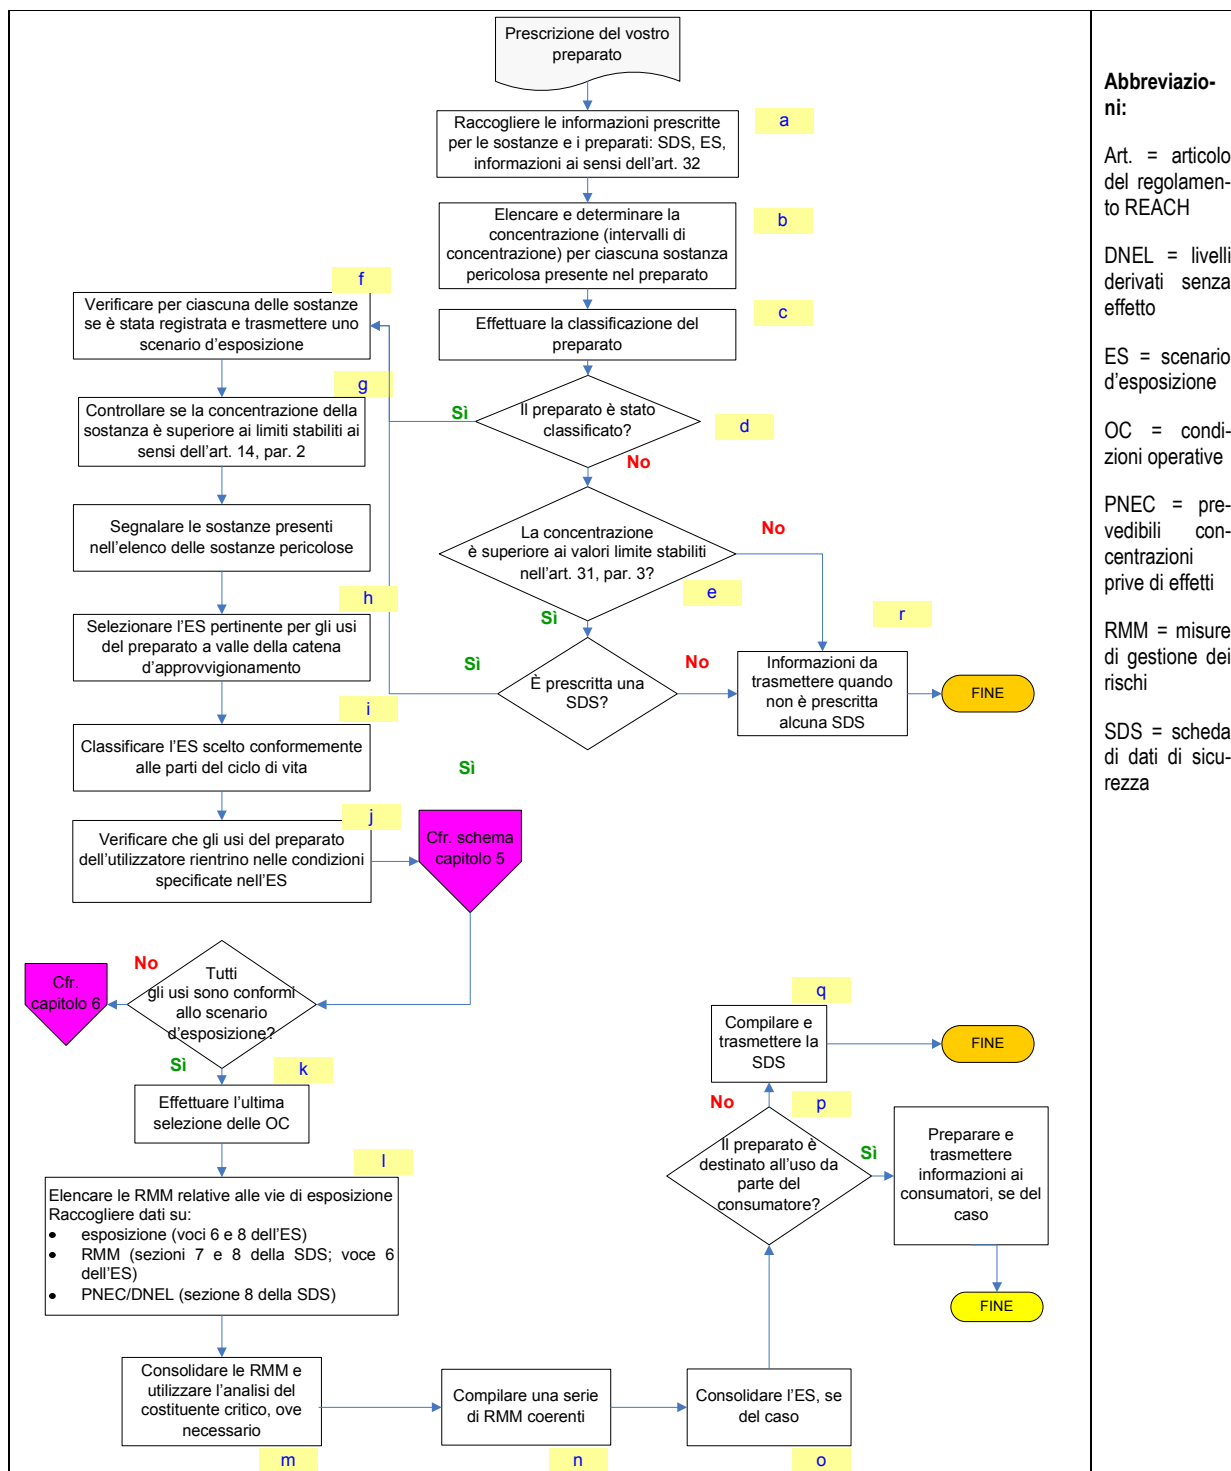 Prescrizione del vostro
preparato
a
Raccogliere le informazioni prescritte
per le sostanze e i preparati: SDS, ES,
informazioni ai sensi dell'art. 32
b
Elencare e determinare la
concentrazione (intervalli di
concentrazione) per ciascuna sostanza
pericolosa presente nel preparato
c
Effettuare la classificazione del
preparato
f
Verificare per ciascuna delle sostanze
se è stata registrata e trasmettere uno
scenario d'esposizione
d
Il preparato è stato
classificato?
Sì
No
g
Controllare se la concentrazione della
sostanza è superiore ai limiti stabiliti ai
sensi dell'art. 14, par. 2
Segnalare le sostanze presenti
nell'elenco delle sostanze pericolose
La concentrazione
è superiore ai valori limite stabiliti
nell'art. 31, par. 3?
No
e
Sì
h
Selezionare l'ES pertinente per gli usi
del preparato a valle della catena
d'approvvigionamento
Sì
È prescritta una
SDS?
No
r
Informazioni da
trasmettere quando
non è prescritta
alcuna SDS
FINE
i
Classificare l'ES scelto conformemente
alle parti del ciclo di vita
Sì
j
Verificare che gli usi del preparato
dell'utilizzatore rientrino nelle condizioni
specificate nell'ES
Cfr. schema
capitolo 5
No
Tutti
gli usi sono conformi
allo scenario
d'esposizione?
Cfr.
capitolo 6
Sì
k
Effettuare l'ultima
selezione delle OC
l
Elencare le RMM relative alle vie di esposizione
Raccogliere dati su:
• esposizione (voci 6 e 8 dell'ES)
• RMM (sezioni 7 e 8 della SDS; voce 6
dell'ES)
• PNEC/DNEL (sezione 8 della SDS)
Consolidare le RMM e
utilizzare l'analisi del
costituente critico, ove
necessario
m
Compilare una serie
di RMM coerenti
n
Consolidare l'ES, se
del caso
o
p
Il preparato è
destinato all'uso da
parte del
consumatore?
No
Sì
q
Compilare e
trasmettere la
SDS
FINE
Preparare e
trasmettere
informazioni ai
consumatori, se del
caso
FINE
Abbreviazio-
ni:
Art. = articolo
del regolamen-
to REACH
DNEL = livelli
derivati senza
effetto
ES = scenario
d'esposizione
OC = condi-
zioni operative
PNEC = pre-
vedibili con-
centrazioni
prive di effetti
RMM = misure
di gestione dei
rischi
SDS = scheda
di dati di sicu-
rezza